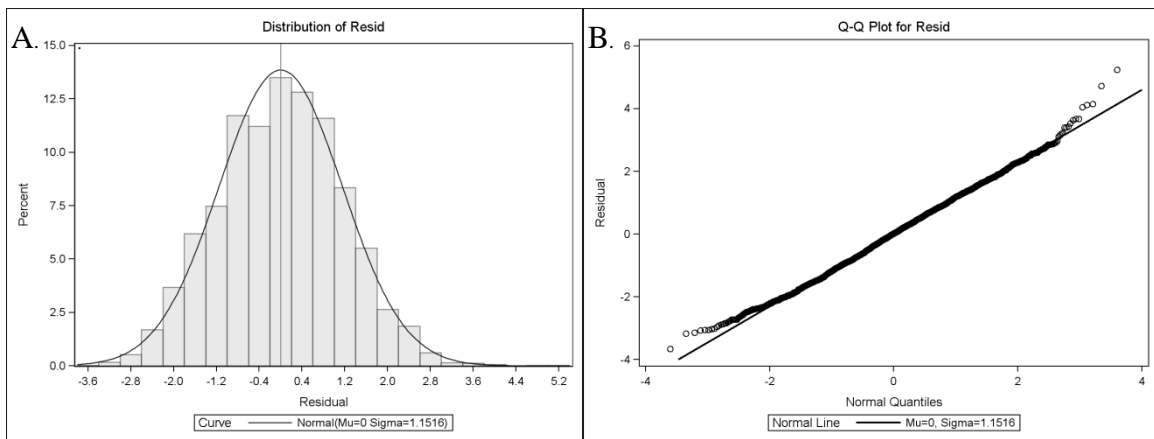 A.
Distribution of Resid
15.0
12.5
10.0
7.5
5.0
2.5
0.0
Percent
-3.6 -2.8 -2.0 -1.2 -0.4 0.4 1.2 2.0 2.8 3.6 4.4 5.2
Residual
Curve Normal(Mu=0 Sigma=1.1516)
B.
Q-Q Plot for Resid
6
4
2
0
-2
-4
Residual
-4 -2 0 2 4
Normal Quantiles
Normal Line Mu=0, Sigma=1.1516